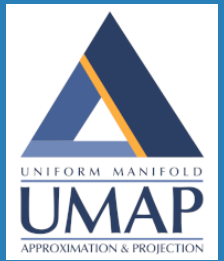 UNIFORM MANIFOLD
UMAP
APPROXIMATION & PROJECTION